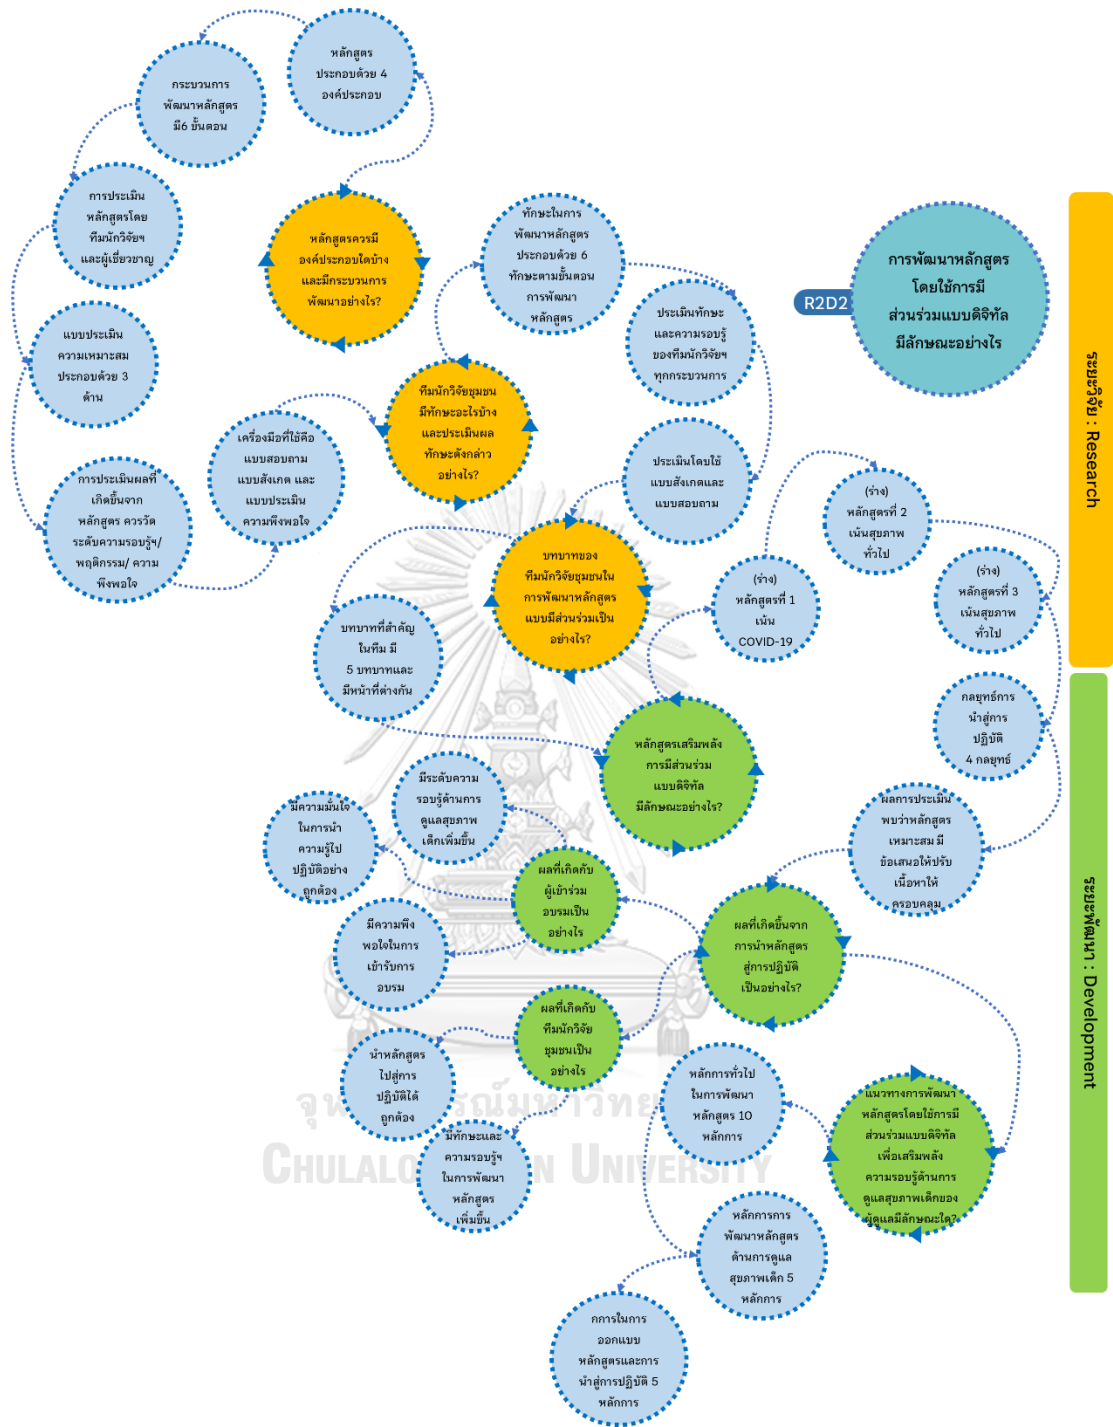 หลักสูตร
ประกอบด้วย 4
องค์ประกอบ
กระบวนการ
พัฒนาหลักสูตร
มี6 ขั้นตอน
การประเมิน
หลักสูตรโดย
ทีมนักวิจัยฯ
และผู้เชี่ยวชาญ
แบบประเมิน
ความเหมาะสม
ประกอบด้วย 3
ด้าน
การประเมินผลที่
เกิดขึ้นจาก
หลักสูตร ควรวัด
ระดับความรอบรู้ฯ/
พฤติกรรม/ ความ
พึงพอใจ
เครื่องมือที่ใช้คือ
แบบสอบถาม
แบบสังเกต และ
แบบประเมิน
ความพึงพอใจ
หลักสูตรควรมี
องค์ประกอบใดบ้าง
และมีกระบวนการ
พัฒนาอย่างไร?
ทักษะในการ
พัฒนาหลักสูตร
ประกอบด้วย 6
ทักษะตามขั้นตอน
การพัฒนา
หลักสูตร
ประเมินทักษะ
และความรอบรู้
ของทีมนักวิจัยฯ
ทุกกระบวนการ
ประเมินโดยใช้
แบบสังเกตและ
แบบสอบถาม
ทีมนักวิจัยชุมชน
มีทักษะอะไรบ้าง
และประเมินผล
ทักษะดังกล่าว
อย่างไร?
บทบาทของ
ทีมนักวิจัยชุมชนใน
การพัฒนาหลักสูตร
แบบมีส่วนร่วมเป็น
อย่างไร?
บทบาทที่สำคัญ
ในทีม มี
5 บทบาทและ
มีหน้าที่ต่างกัน
R2D2
การพัฒนาหลักสูตร
โดยใช้การมี
ส่วนร่วมแบบดิจิทัล
มีลักษณะอย่างไร
ระยะวิจัย : Research
(ร่าง)
หลักสูตรที่ 1
เน้น
COVID-19
(ร่าง)
หลักสูตรที่ 2
เน้นสุขภาพ
ทั่วไป
(ร่าง)
หลักสูตรที่ 3
เน้นสุขภาพ
ทั่วไป
กลยุทธ์การ
นำสู่การ
ปฏิบัติ
4 กลยุทธ์
หลักสูตรเสริมพลัง
การมีส่วนร่วม
แบบดิจิทัล
มีลักษณะอย่างไร?
ผลการประเมิน
พบว่าหลักสูตร
เหมาะสม มี
ข้อเสนอให้ปรับ
เนื้อหาให้
ครอบคลุม
ระยะพัฒนา : Development
มีระดับความ
รอบรู้ด้านการ
ดูแลสุขภาพ
เด็กเพิ่มขึ้น
มีความมั่นใจ
ในการนำ
ความรู้ไป
ปฏิบัติอย่าง
ถูกต้อง
มีความพึง
พอใจในการ
เข้ารับการ
อบรม
ผลที่เกิดกับ
ผู้เข้าร่วม
อบรมเป็น
อย่างไร
ผลที่เกิดขึ้นจาก
การนำหลักสูตร
สู่การปฏิบัติ
เป็นอย่างไร?
ผลที่เกิดกับ
ทีมนักวิจัย
ชุมชนเป็น
อย่างไร
นำหลักสูตร
ไปสู่การ
ปฏิบัติได้
ถูกต้อง
มีทักษะและ
ความรอบรู้ฯ
ในการพัฒนา
หลักสูตร
เพิ่มขึ้น
หลักการทั่วไป
ในการพัฒนา
หลักสูตร 10
หลักการ
แนวทางการพัฒนา
หลักสูตรโดยใช้การมี
ส่วนร่วมแบบดิจิทัล
เพื่อเสริมพลัง
ความรอบรู้ด้านการ
ดูแลสุขภาพเด็กของ
ผู้ดูแลมีลักษณะใด?
หลักการการ
พัฒนาหลักสูตร
ด้านการดูแล
สุขภาพเด็ก 5
หลักการ
กการในการ
ออกแบบ
หลักสูตรและการ
นำสู่การปฏิบัติ 5
หลักการ
UNIVERSITY